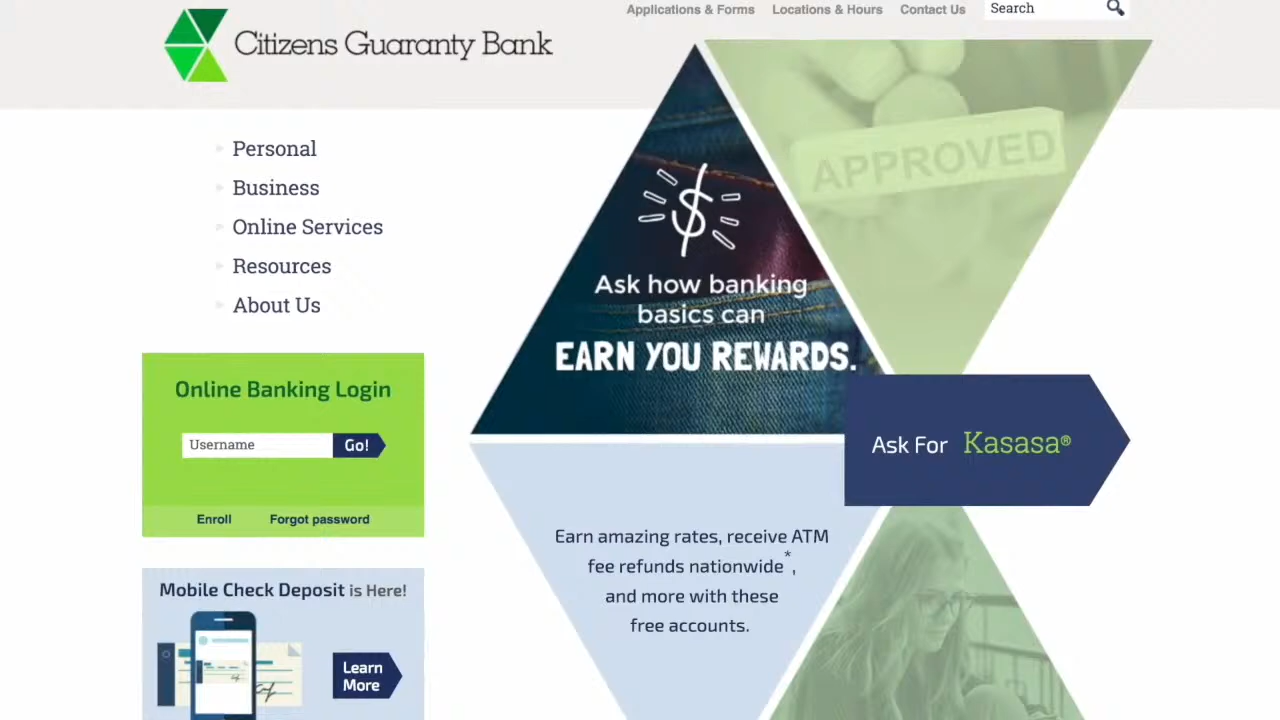 Applications & Forms
Locations & Hours
Contact Us
Search
Citizens Guaranty Bank
Personal
Business
Online Services
Resources
About Us
APPROVED
$
Ask how banking
basics can
EARN YOU REWARDS.
Online Banking Login
Username
Go!
Enroll
Forgot password
Ask For Kasasa®
Earn amazing rates, receive ATM
fee refunds nationwide*,
and more with these
free accounts.
Mobile Check Deposit is Here!
Learn
More